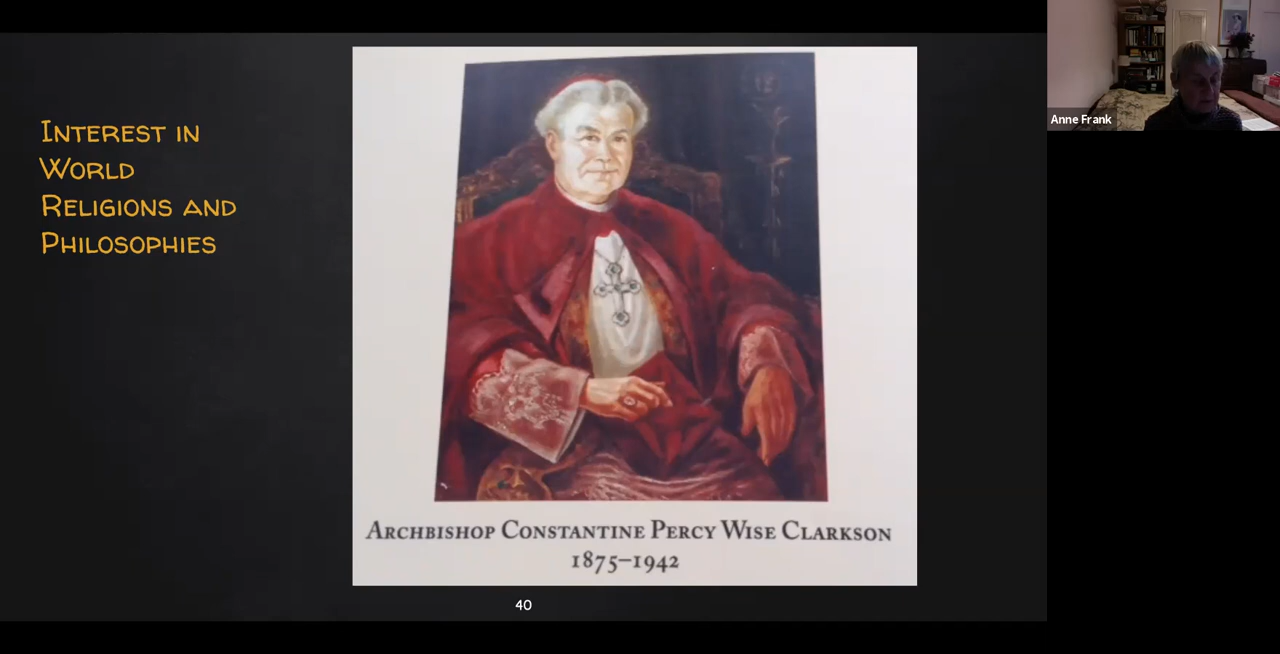 Interest in
World
Religions and
Philosophies
Archbishop Constantine Percy Wise Clarkson
1875–1942
40
Anne Frank